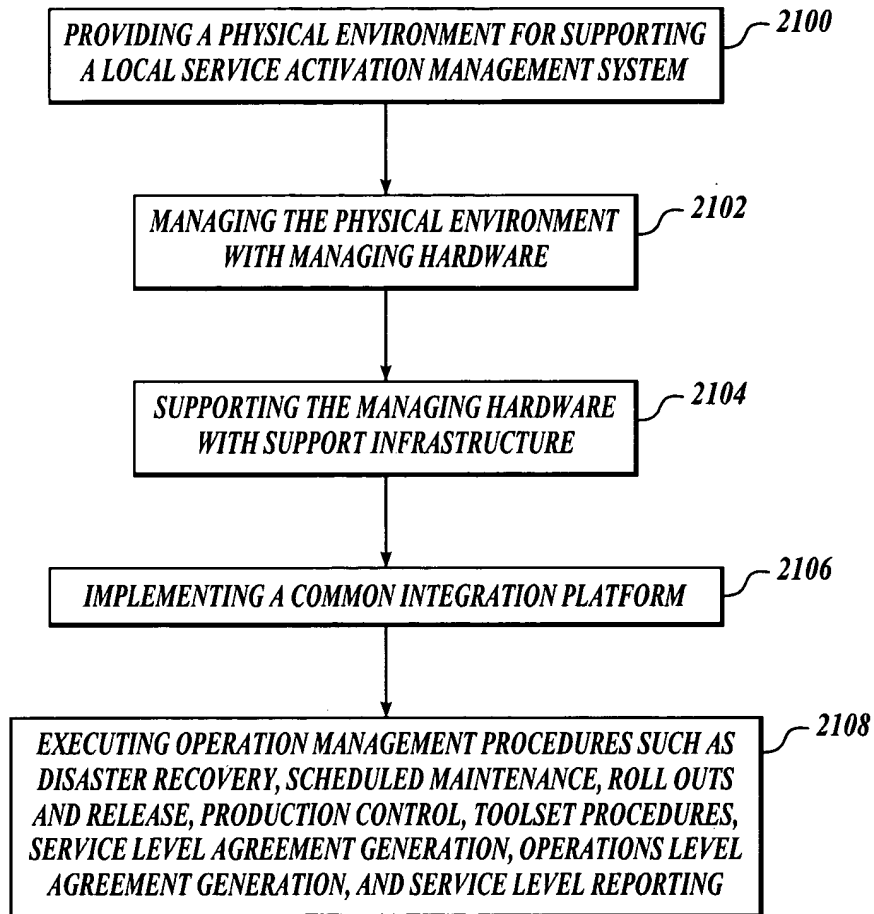 PROVIDING A PHYSICAL ENVIRONMENT FOR SUPPORTING
A LOCAL SERVICE ACTIVATION MANAGEMENT SYSTEM
2100
MANAGING THE PHYSICAL ENVIRONMENT
WITH MANAGING HARDWARE
2102
SUPPORTING THE MANAGING HARDWARE
WITH SUPPORT INFRASTRUCTURE
2104
IMPLEMENTING A COMMON INTEGRATION PLATFORM
2106
EXECUTING OPERATION MANAGEMENT PROCEDURES SUCH AS
DISASTER RECOVERY, SCHEDULED MAINTENANCE, ROLL OUTS
AND RELEASE, PRODUCTION CONTROL, TOOLSET PROCEDURES,
SERVICE LEVEL AGREEMENT GENERATION, OPERATIONS LEVEL
AGREEMENT GENERATION, AND SERVICE LEVEL REPORTING
2108